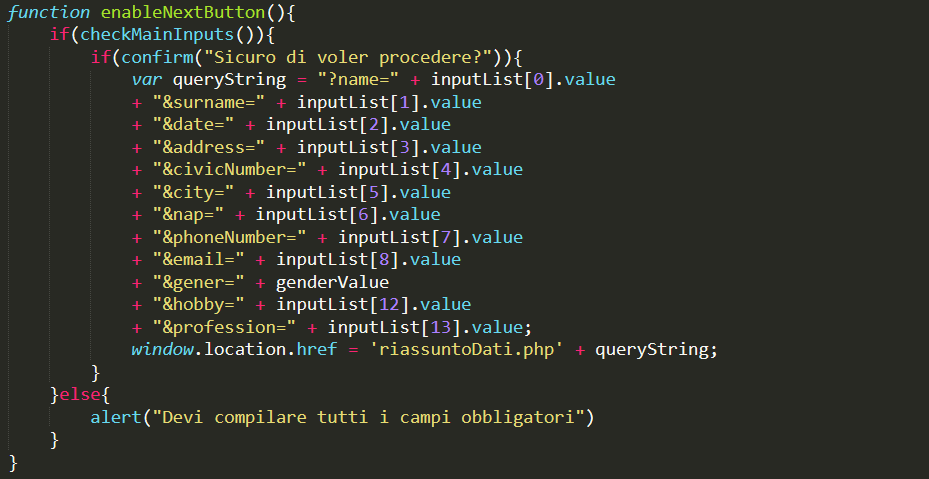 function enableNextButton(){
    if(checkMainInputs()){
        if(confirm("Sicuro di voler procedere?")){
            var queryString = "?name=" + inputList[0].value
            + "&surname=" + inputList[1].value
            + "&date=" + inputList[2].value
            + "&address=" + inputList[3].value
            + "&civicNumber=" + inputList[4].value
            + "&city=" + inputList[5].value
            + "&nap=" + inputList[6].value
            + "&phoneNumber=" + inputList[7].value
            + "&email=" + inputList[8].value
            + "&gener=" + genderValue
            + "&hobby=" + inputList[12].value
            + "&profession=" + inputList[13].value;
            window.location.href = 'riassuntoDati.php' + queryString;
        }
    }else{
        alert("Devi compilare tutti i campi obbligatori")
    }
}